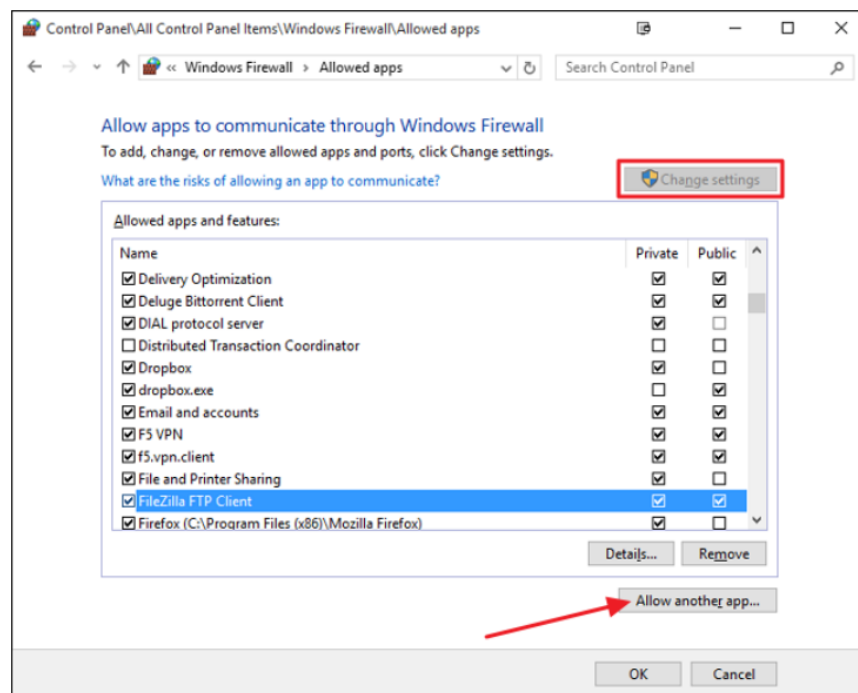 Control Panel\All Control Panel Items\Windows Firewall\Allowed apps
« Windows Firewall › Allowed apps
Search Control Panel
Allow apps to communicate through Windows Firewall
To add, change, or remove allowed apps and ports, click Change settings.
What are the risks of allowing an app to communicate?
Change settings
Allowed apps and features:
Name Private Public
Delivery Optimization
Deluge Bittorrent Client
DIAL protocol server
Distributed Transaction Coordinator
Dropbox
dropbox.exe
Email and accounts
F5 VPN
f5.vpn.client
File and Printer Sharing
FileZilla FTP Client
Firefox (C:\Program Files (x86)\Mozilla Firefox)
Details... Remove
Allow another app...
OK Cancel